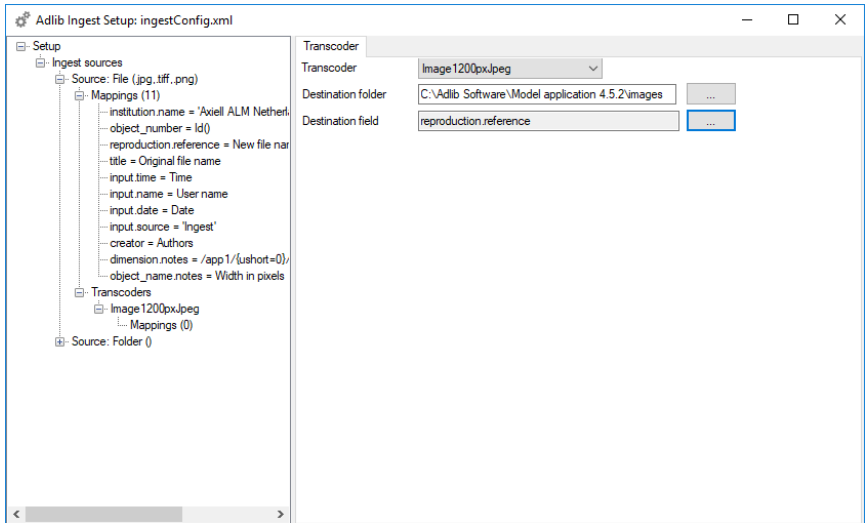 Adlib Ingest Setup: ingestConfig.xml
Setup
Ingest sources
Source: File (.jpg,.tiff,.png)
Mappings (11)
institution.name = 'Axiell ALM Netherl
object_number = Id()
reproduction.reference = New file nar
title = Original file name
input.time = Time
input.name = User name
input.date = Date
input.source = 'Ingest'
creator = Authors
dimension.notes = /app1/{ushort=0}/
object_name.notes = Width in pixels
Transcoders
Image1200pxJpeg
Mappings (0)
Source: Folder ()
Transcoder
Transcoder Image1200pxJpeg
Destination folder C:\Adlib Software\Model application 4.5.2\images ...
Destination field reproduction.reference ...